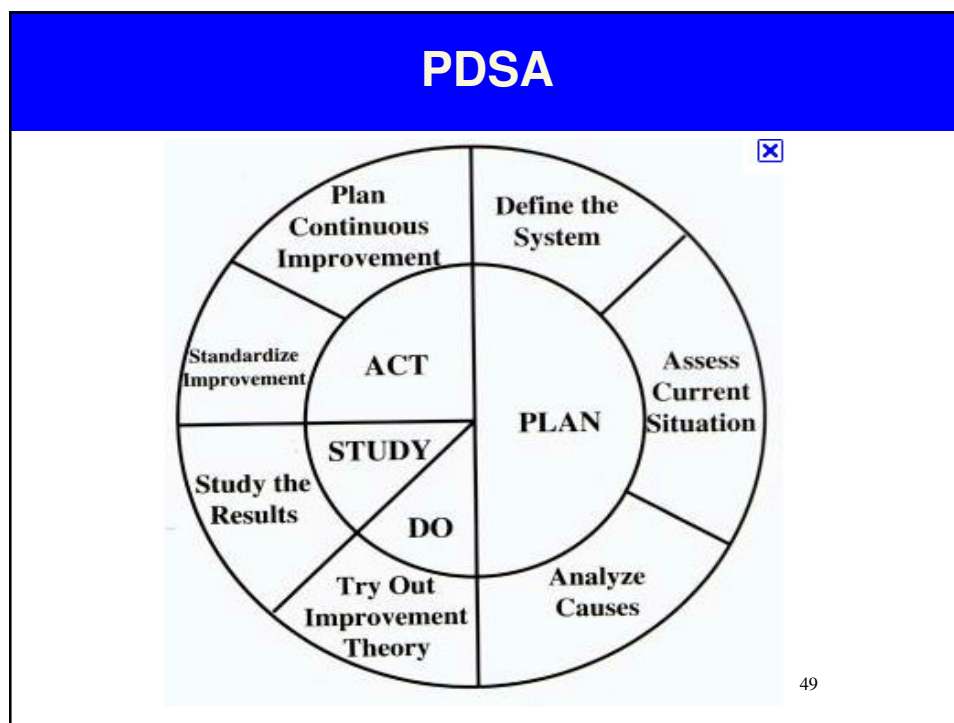 PDSA
Plan
Continuous
Improvement
Define the
System
Standardize
Improvement
ACT
Assess
Current
Situation
PLAN
STUDY
Study the
Results
DO
Try Out
Improvement
Theory
Analyze
Causes
49